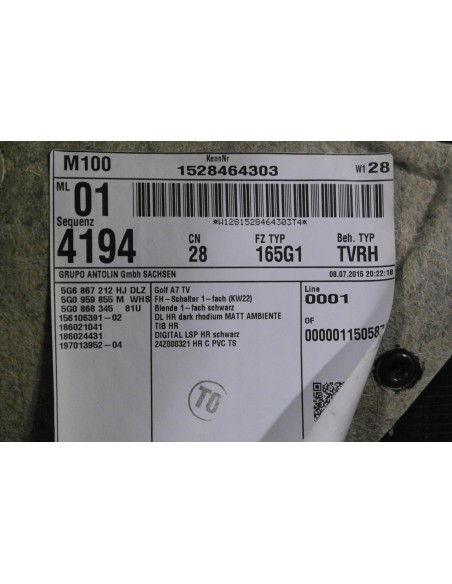 M100 KennNr 1528464303 W1 28
ML 01
*W1281528464303T4*
Sequenz 4194 CN 28 FZ TYP 165G1 Beh. TYP TVRH
GRUPO ANTOLIN GmbH SACHSEN 08.07.2015 20:22:18
5G6 867 212 HJ DLZ Golf A7 TV
5G0 959 855 M WHS FH-Schalter 1-fach (KW22)
5G0 868 345 81U Blende 1-fach schwarz
156106391-02 DL HR dark rhodium MATT AMBIENTE
186021041 TIB HR
186024431 DIGITAL LSP HR schwarz
197013952-04 24Z000321 HR C PVC TS
Line
0001
OF
00000115058
TO